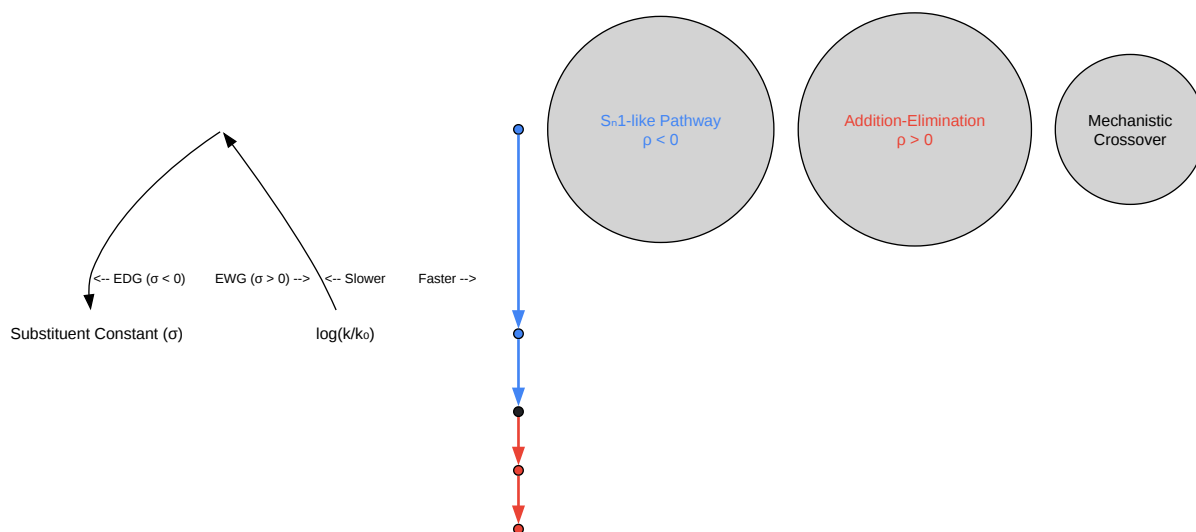 Sₙ1-like Pathway
ρ < 0
Addition-Elimination
ρ > 0
Mechanistic
Crossover
<-- EDG (σ < 0)
EWG (σ > 0) -->
<-- Slower
Faster -->
Substituent Constant (σ)
log(k/k₀)